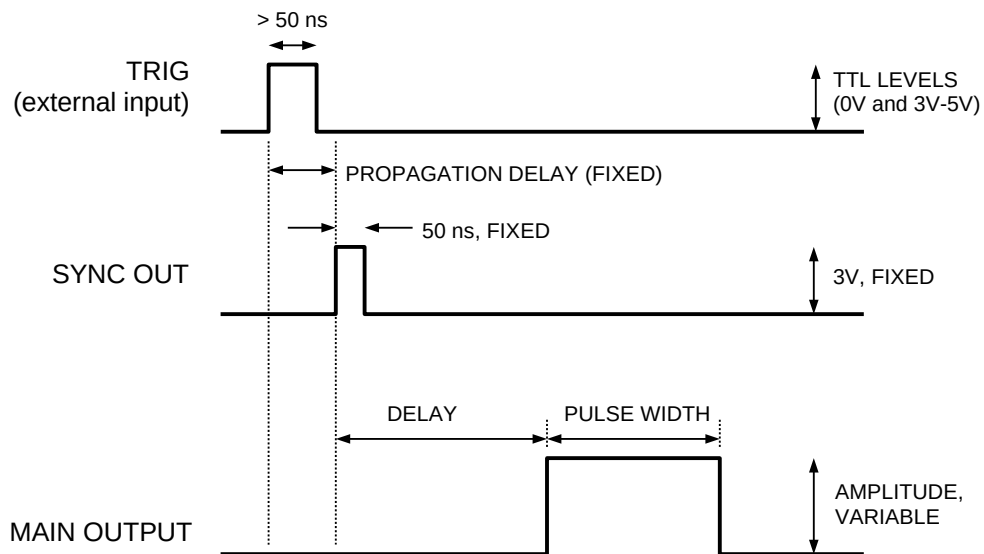 > 50 ns
TRIG
(external input)
TTL LEVELS
(0V and 3V-5V)
PROPAGATION DELAY (FIXED)
50 ns, FIXED
SYNC OUT
3V, FIXED
DELAY
PULSE WIDTH
AMPLITUDE,
VARIABLE
MAIN OUTPUT